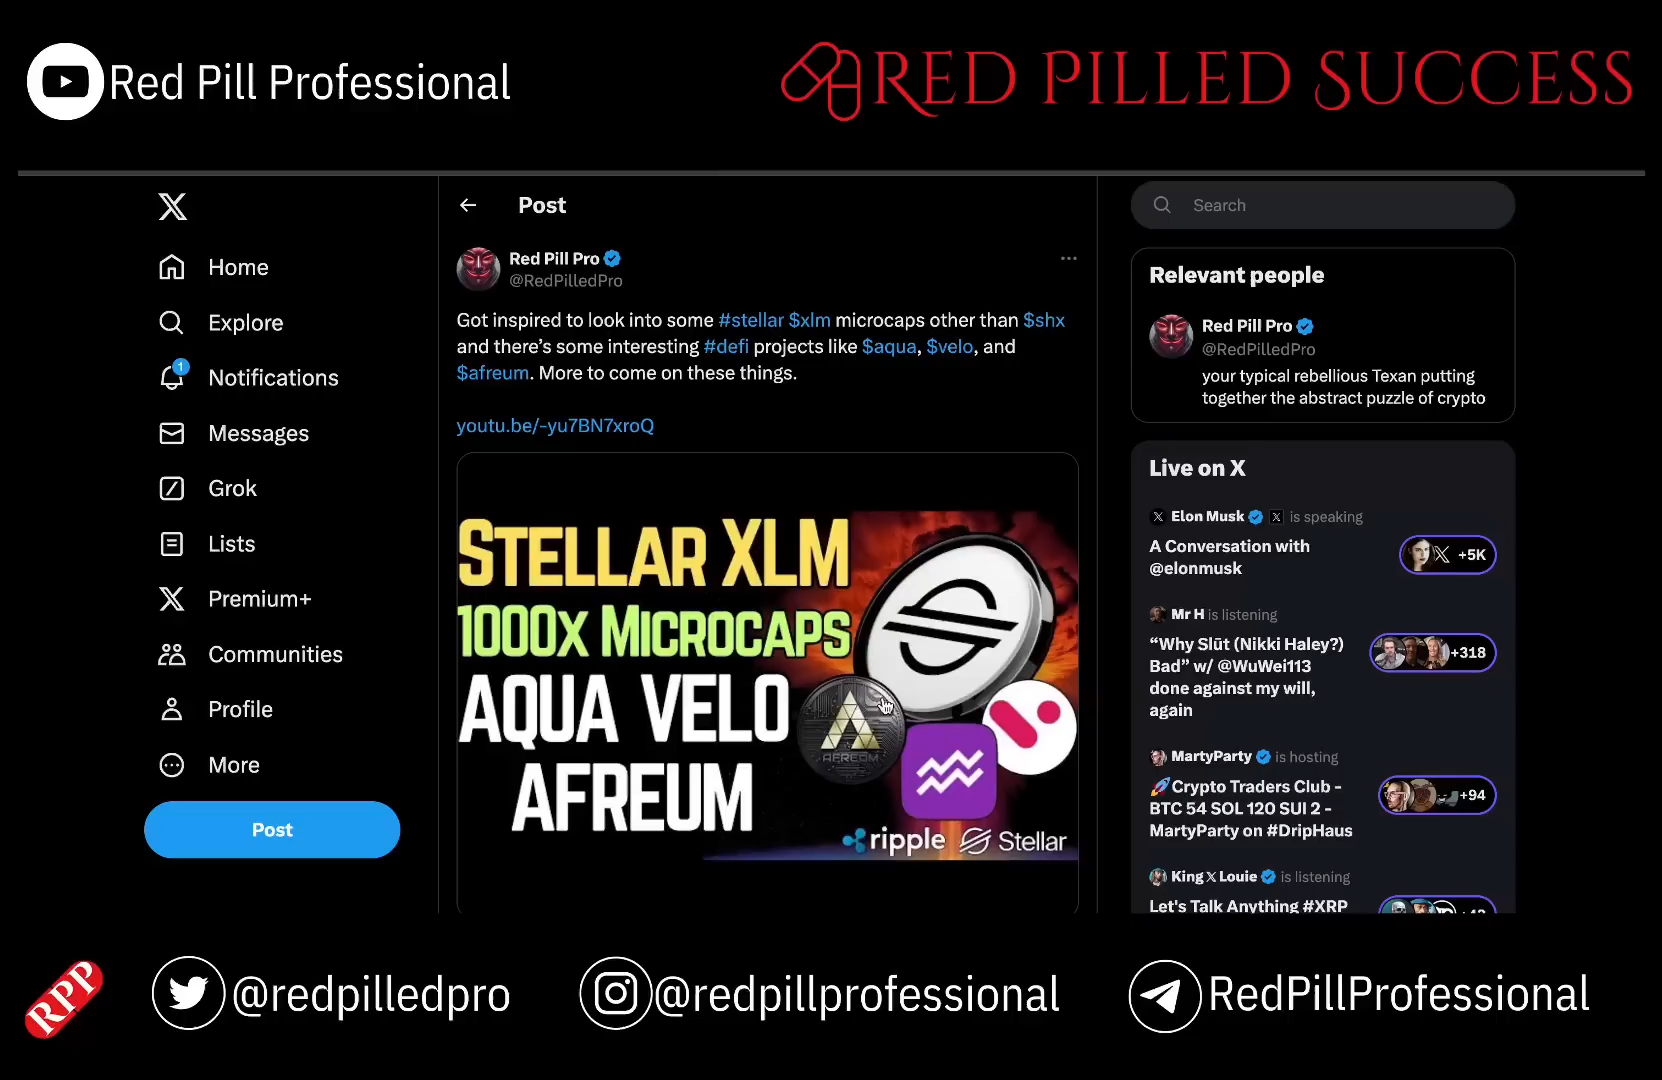 Red Pill Professional
RED PILLED SUCCESS
X
Home
Explore
1
Notifications
Messages
Grok
Lists
Premium+
Communities
Profile
More
Post
Post
Red Pill Pro
@RedPilledPro
Got inspired to look into some #stellar $xlm microcaps other than $shx
and there’s some interesting #defi projects like $aqua, $velo, and
$afreum. More to come on these things.
youtu.be/-yu7BN7xroQ
STELLAR XLM
1000X MICROCAPS
AQUA VELO
AFREUM
AFREUM
ripple Stellar
Search
Relevant people
Red Pill Pro
@RedPilledPro
your typical rebellious Texan putting
together the abstract puzzle of crypto
Live on X
Elon Musk is speaking
A Conversation with
@elonmusk
+5K
Mr H is listening
“Why Slūt (Nikki Haley?)
Bad” w/ @WuWei113
done against my will,
again
+318
MartyParty is hosting
🚀Crypto Traders Club -
BTC 54 SOL 120 SUI 2 -
MartyParty on #DripHaus
+94
King X Louie is listening
Let's Talk Anything #XRP
RPP
@redpilledpro
@redpillprofessional
RedPillProfessional